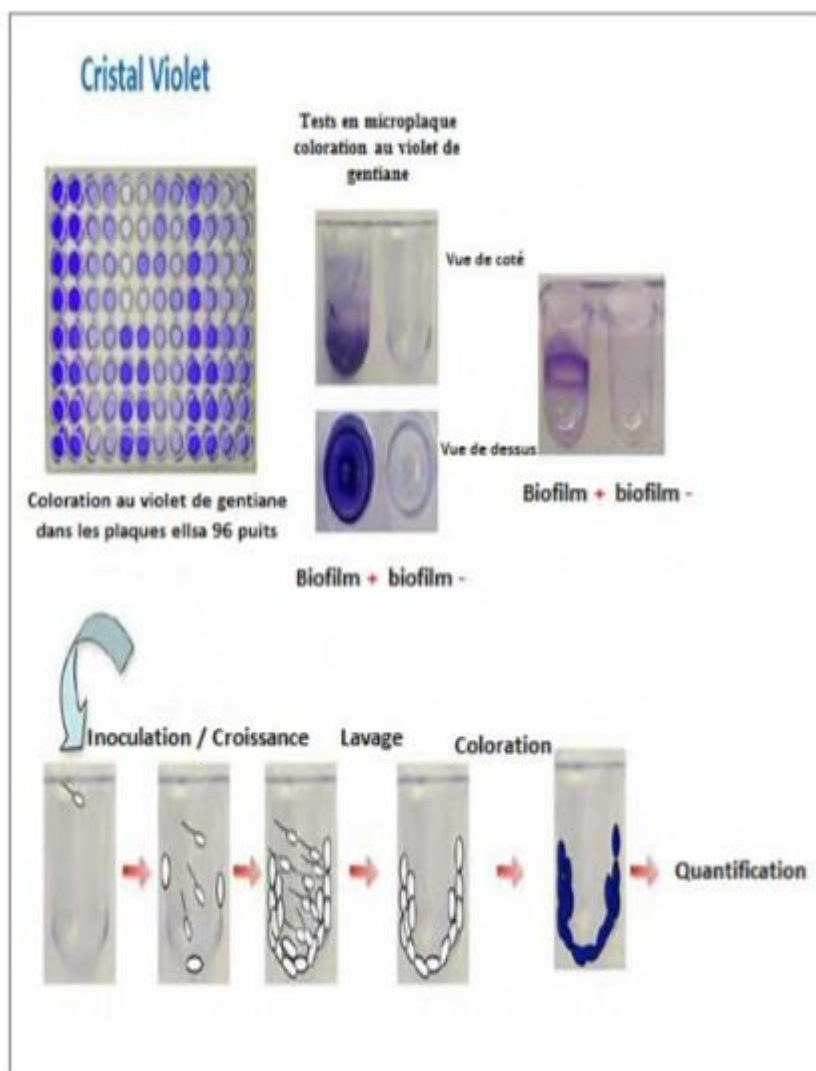 Cristal Violet
Tests en microplaque
coloration au violet de
gentiane
Vue de coté
Vue de dessus
Coloration au violet de gentiane
dans les plaques ellsa 96 puits
Biofilm + biofilm -
Biofilm + biofilm -
Inoculation / Croissance
Lavage
Coloration
Quantification